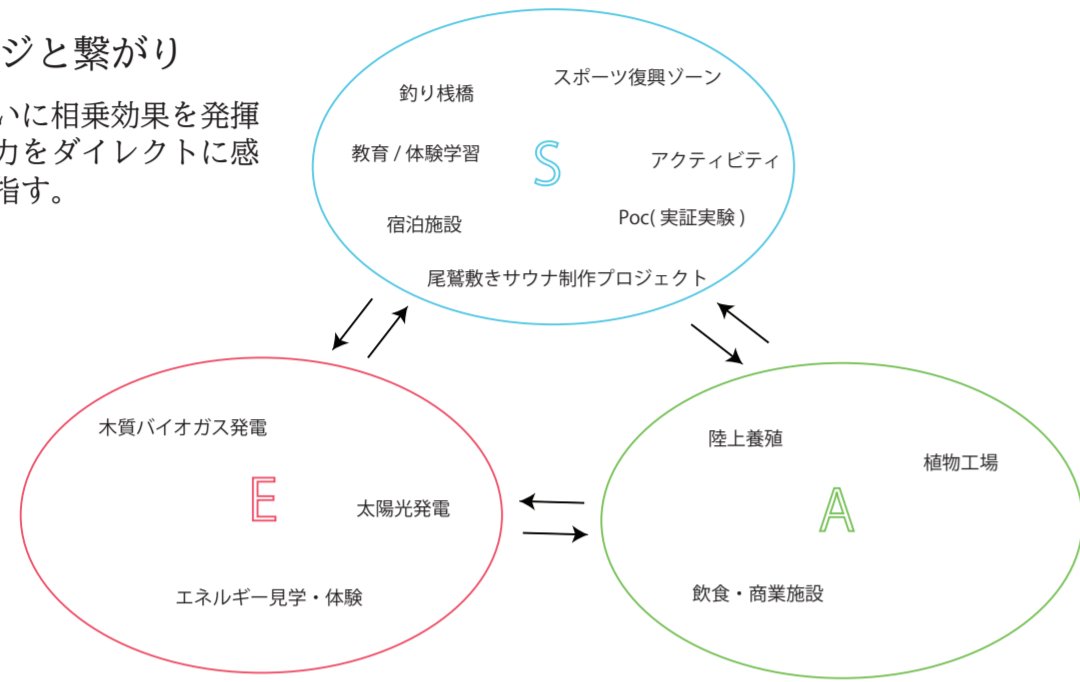 ジと繋がり
いに相乗効果を発揮
力をダイレクトに感
指す。
釣り桟橋
スポーツ復興ゾーン
教育 / 体験学習
S
アクティビティ
宿泊施設
Poc( 実証実験 )
尾鷲敷きサウナ制作プロジェクト
木質バイオガス発電
E
太陽光発電
エネルギー見学・体験
陸上養殖
植物工場
A
飲食・商業施設